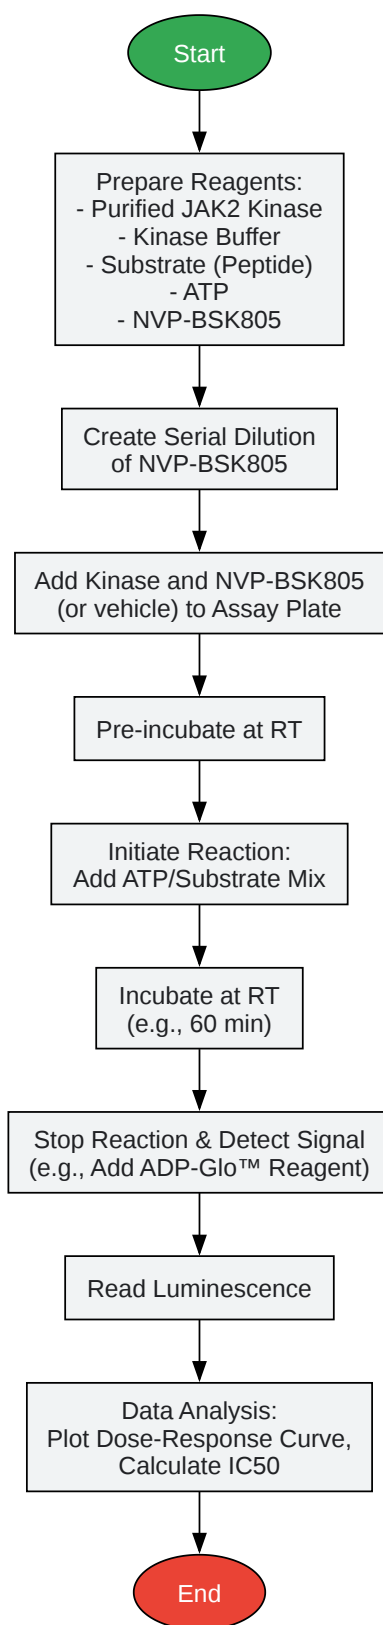 Start
Prepare Reagents:
- Purified JAK2 Kinase
- Kinase Buffer
- Substrate (Peptide)
- ATP
- NVP-BSK805
Create Serial Dilution
of NVP-BSK805
Add Kinase and NVP-BSK805
(or vehicle) to Assay Plate
Pre-incubate at RT
Initiate Reaction:
Add ATP/Substrate Mix
Incubate at RT
(e.g., 60 min)
Stop Reaction & Detect Signal
(e.g., Add ADP-Glo™ Reagent)
Read Luminescence
Data Analysis:
Plot Dose-Response Curve,
Calculate IC50
End